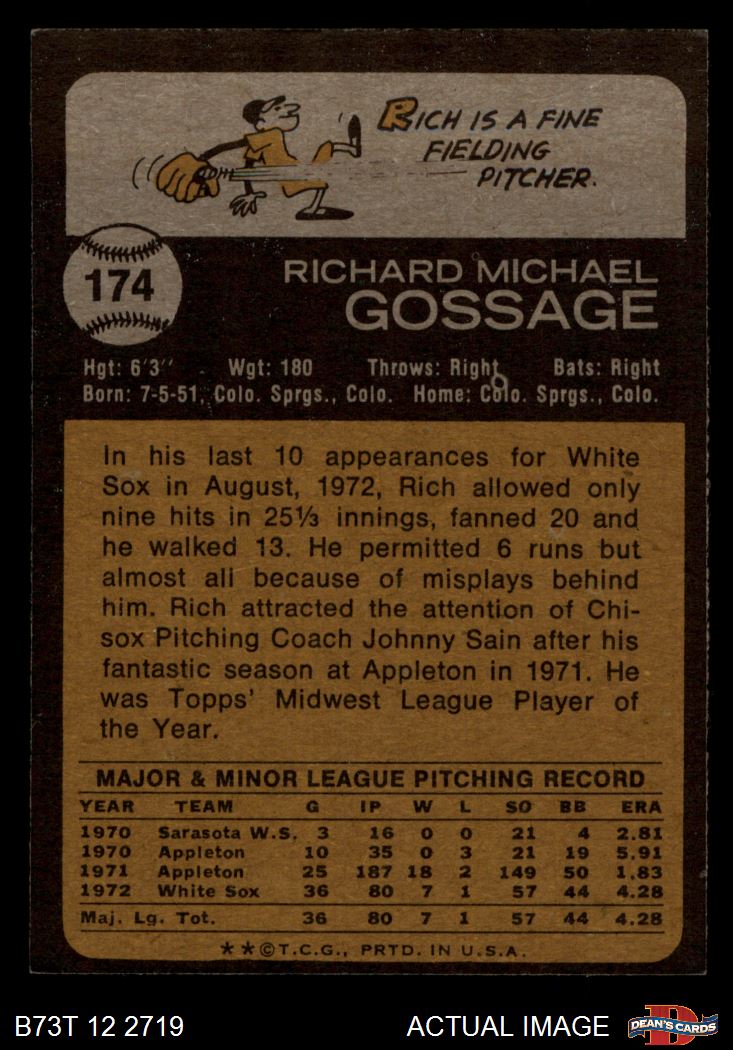 RICH IS A FINE
FIELDING
PITCHER.
174
RICHARD MICHAEL
GOSSAGE
Hgt: 6'3'' Wgt: 180 Throws: Right Bats: Right
Born: 7-5-51, Colo. Sprgs., Colo. Home: Colo. Sprgs., Colo.
In his last 10 appearances for White
Sox in August, 1972, Rich allowed only
nine hits in 25⅓ innings, fanned 20 and
he walked 13. He permitted 6 runs but
almost all because of misplays behind
him. Rich attracted the attention of Chi-
sox Pitching Coach Johnny Sain after his
fantastic season at Appleton in 1971. He
was Topps' Midwest League Player of
the Year.
MAJOR & MINOR LEAGUE PITCHING RECORD
YEAR TEAM G IP W L SO BB ERA
1970 Sarasota W.S. 3 16 0 0 21 4 2.81
1970 Appleton 10 35 0 3 21 19 5.91
1971 Appleton 25 187 18 2 149 50 1.83
1972 White Sox 36 80 7 1 57 44 4.28
Maj. Lg. Tot. 36 80 7 1 57 44 4.28
★★©T.C.G., PRTD. IN U.S.A.
B73T 12 2719 ACTUAL IMAGE D DEAN'S CARDS